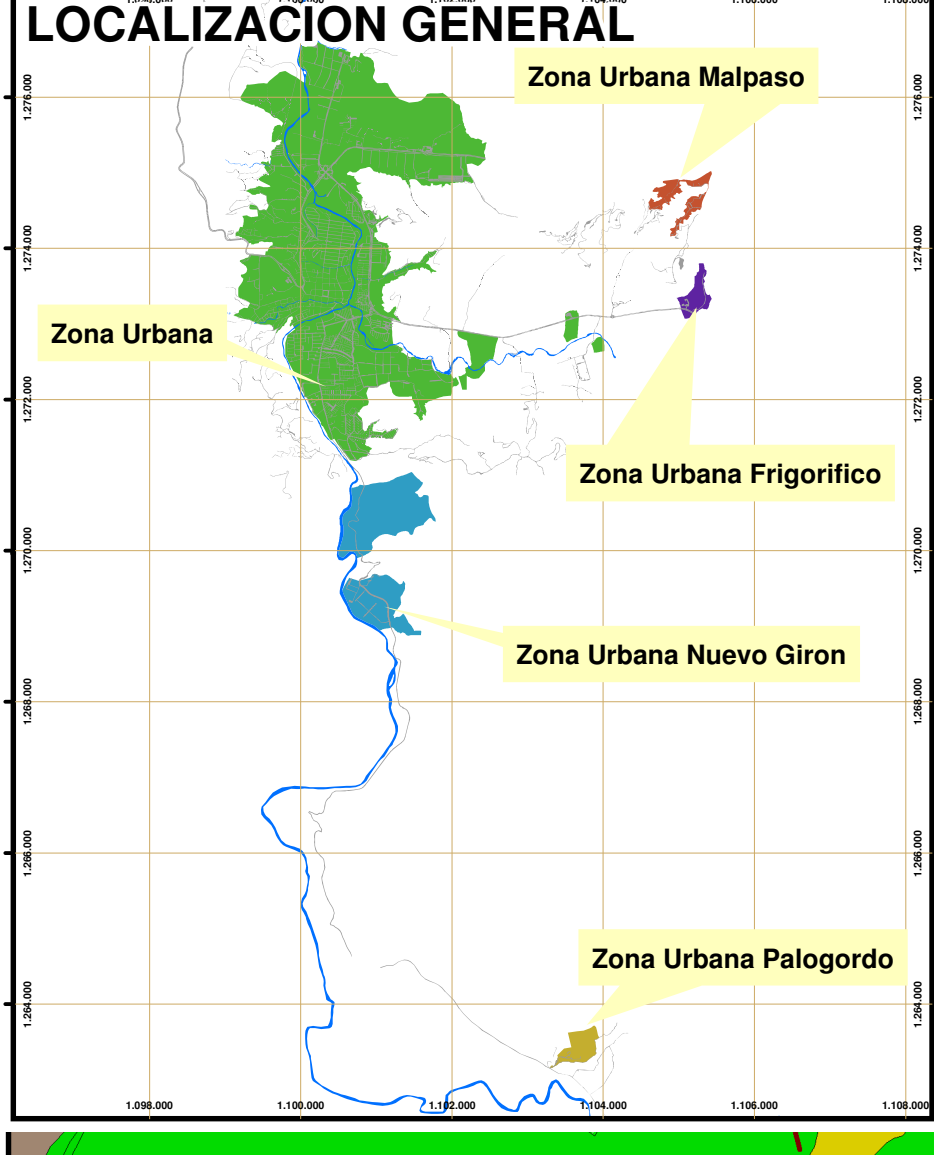 LOCALIZACION GENERAL
Zona Urbana Malpaso
1.276.000
1.276.000
1.274.000
1.274.000
Zona Urbana
1.272.000
1.272.000
Zona Urbana Frigorifico
1.270.000
1.270.000
Zona Urbana Nuevo Giron
1.268.000
1.268.000
1.266.000
1.266.000
Zona Urbana Palogordo
1.264.000
1.264.000
1.098.000 1.100.000 1.102.000 1.104.000 1.106.000 1.108.000